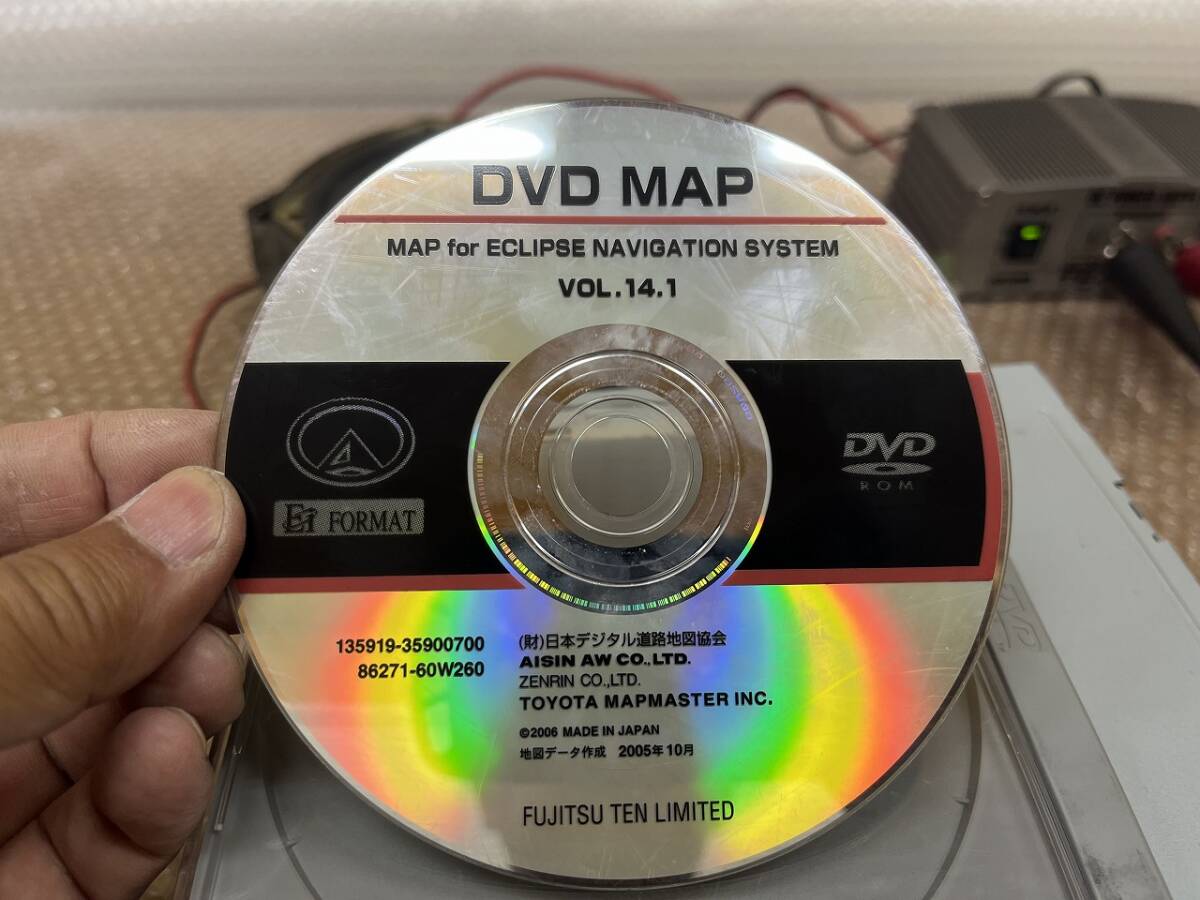 DVD MAP
MAP for ECLIPSE NAVIGATION SYSTEM
VOL.14.1
FORMAT
DVD
ROM
135919-35900700
86271-60W260
(財)日本デジタル道路地図協会
AISIN AW CO.,LTD.
ZENRIN CO.,LTD.
TOYOTA MAPMASTER INC.
©2006 MADE IN JAPAN
地図データ作成 2005年10月
FUJITSU TEN LIMITED